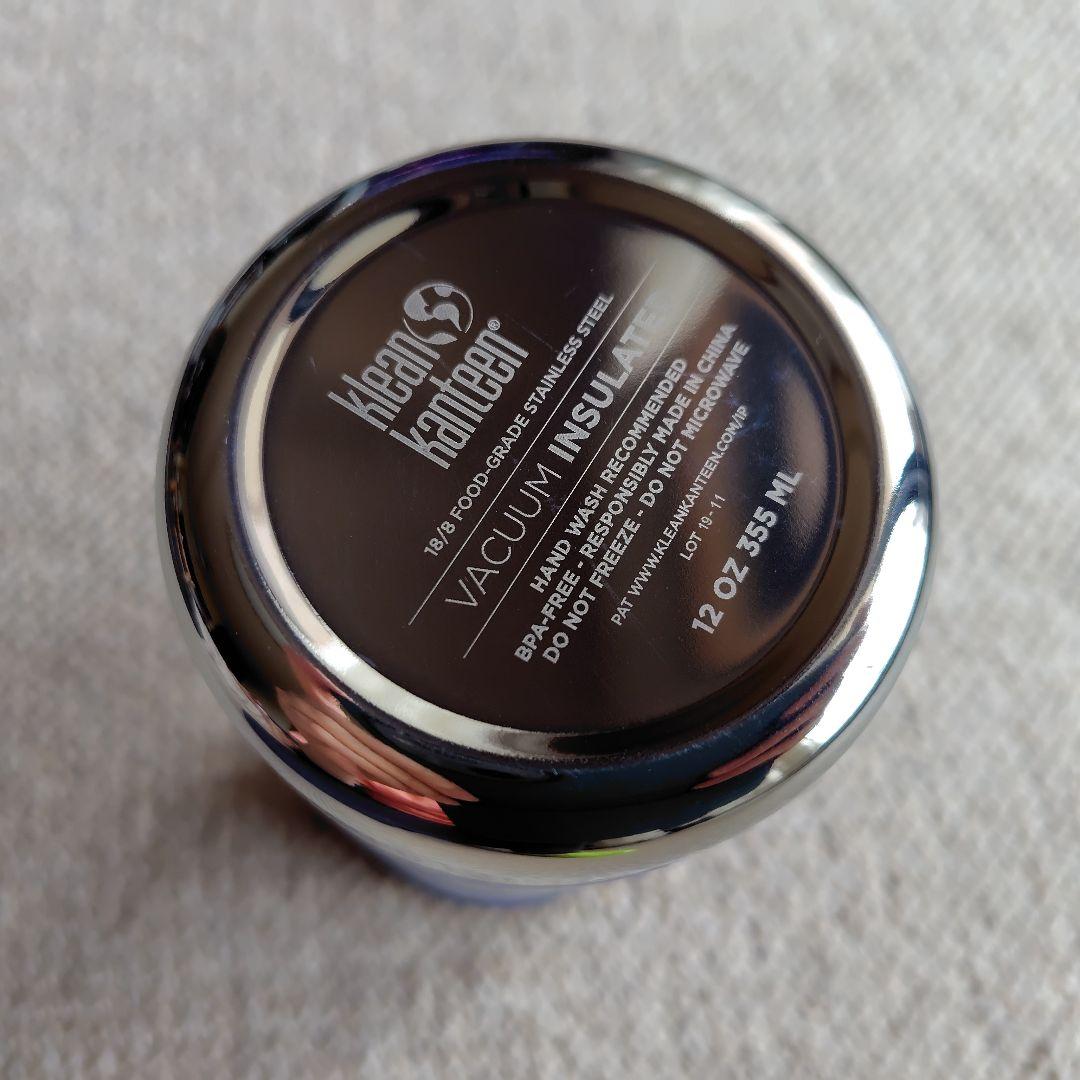 klean
kanteen®
18/8 FOOD-GRADE STAINLESS STEEL
VACUUM INSULATED
HAND WASH RECOMMENDED
BPA-FREE - RESPONSIBLY MADE IN CHINA
DO NOT FREEZE - DO NOT MICROWAVE
PAT WWW.KLEANKANTEEN.COM/IP
LOT 19-11
12 OZ 355 ML